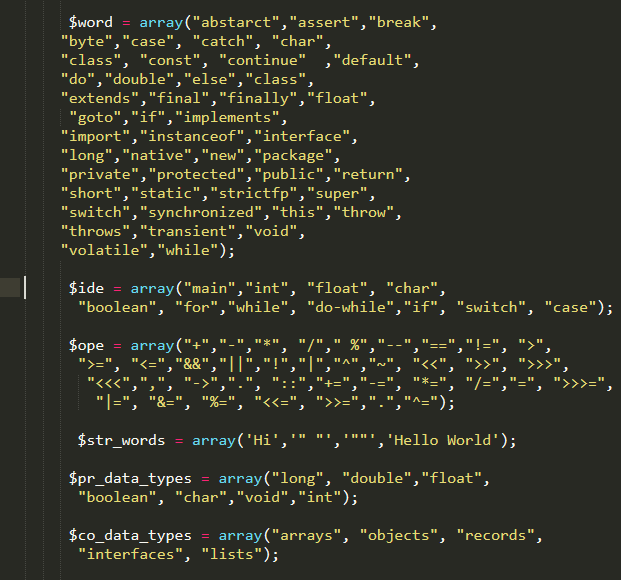 $word = array("abstarct","assert","break",
"byte","case", "catch", "char",
"class", "const", "continue"  ,"default",
"do","double","else","class",
"extends","final","finally","float",
"goto","if","implements",
"import","instanceof","interface",
"long","native","new","package",
"private","protected","public","return",
"short","static","strictfp","super",
"switch","synchronized","this","throw",
"throws","transient","void",
"volatile","while");
$ide = array("main","int", "float", "char",
"boolean", "for","while", "do-while","if", "switch", "case");
$ope = array("+","-","*", "/"," %","--","==","!=", ">",
">=", "<=","&&","||","!","|","^","~", "<<", ">>", ">>>",
"<<<",",", "->",".", "::","+=","-=", "*=", "/=","=", ">>>=",
"|=", "&=", "%=", "<<=", ">>=",".","^=");
$str_words = array('Hi','" "','""','Hello World');
$pr_data_types = array("long", "double","float",
"boolean", "char","void","int");
$co_data_types = array("arrays", "objects", "records",
"interfaces", "lists");